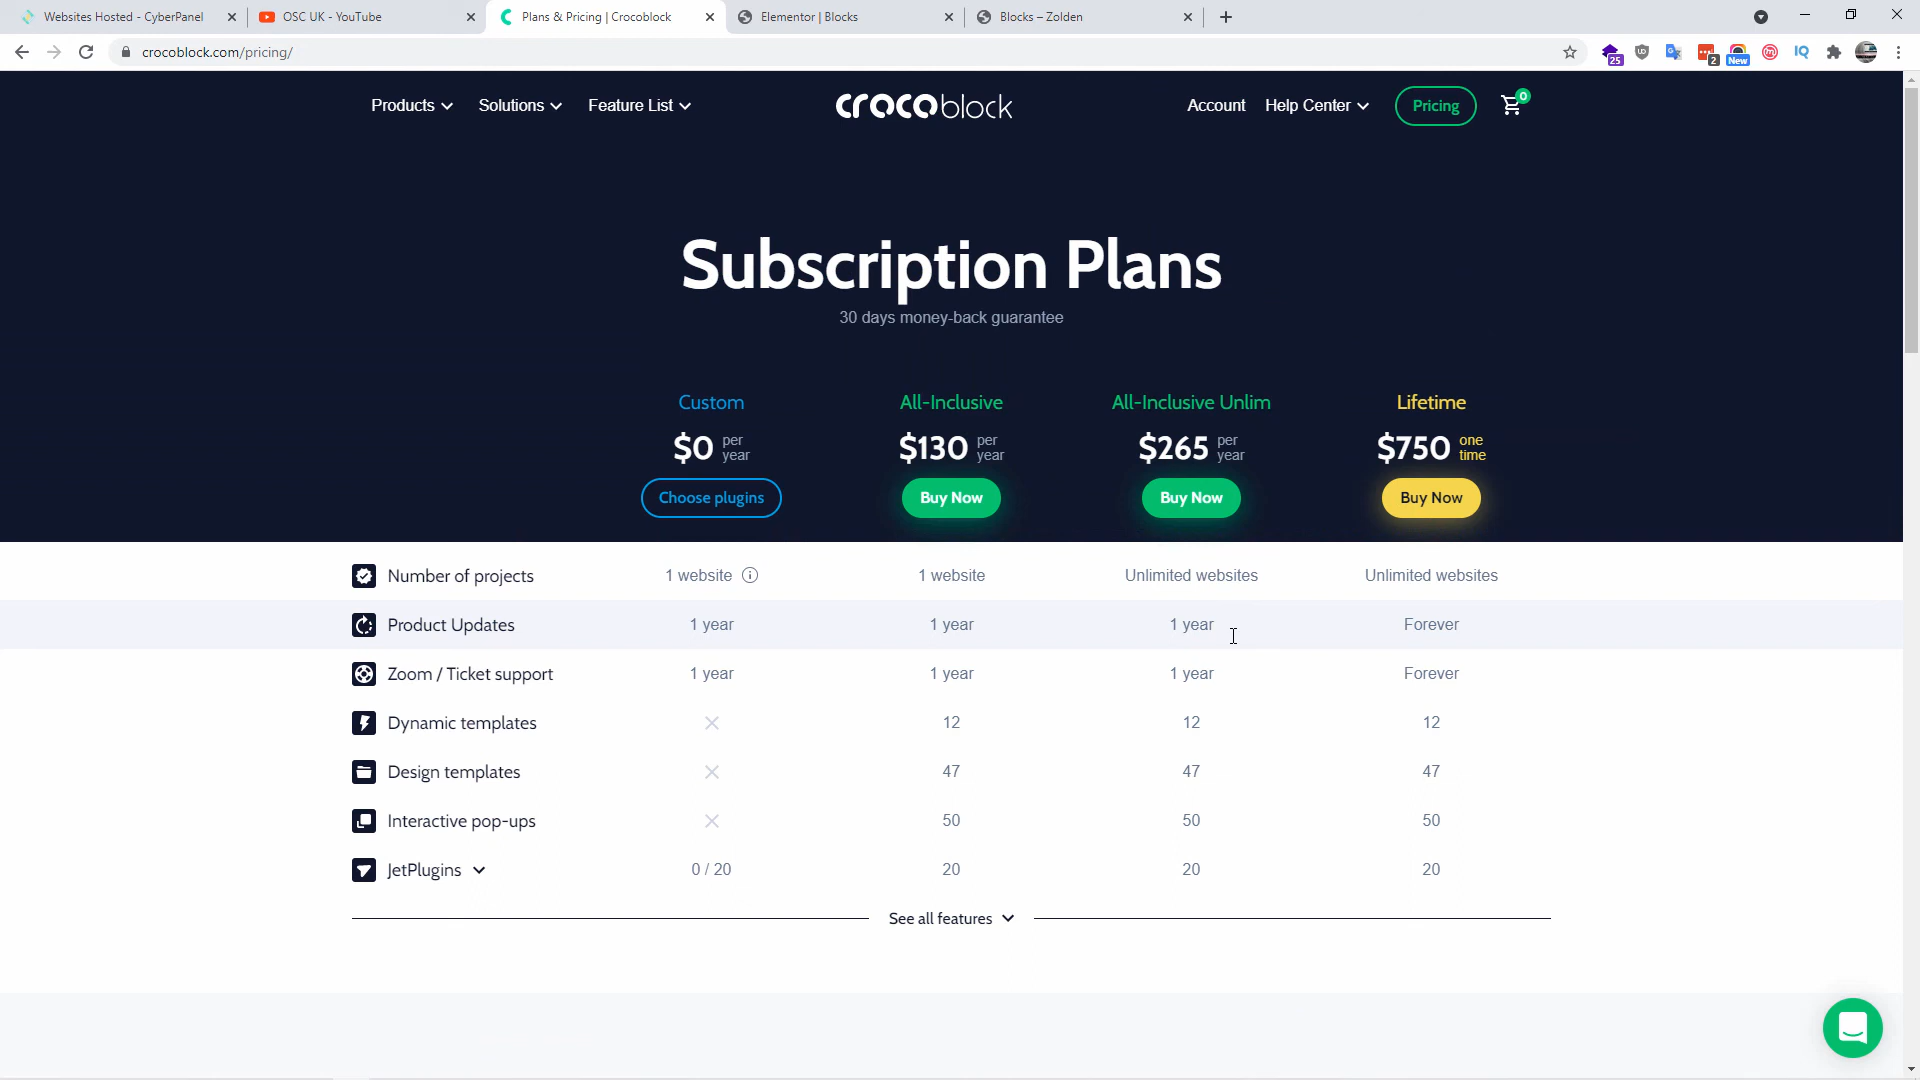 Websites Hosted - CyberPanel
OSC UK - YouTube
Plans & Pricing | Crocoblock
Elementor | Blocks
Blocks – Zolden
crocoblock.com/pricing/
25
2
New
IQ
Products
Solutions
Feature List
crocoblock
Account
Help Center
Pricing
0
Subscription Plans
30 days money-back guarantee
Custom
All-Inclusive
All-Inclusive Unlim
Lifetime
$0 per year
$130 per year
$265 per year
$750 one time
Choose plugins
Buy Now
Buy Now
Buy Now
Number of projects 1 website 1 website Unlimited websites Unlimited websites
Product Updates 1 year 1 year 1 year Forever
Zoom / Ticket support 1 year 1 year 1 year Forever
Dynamic templates 12 12 12
Design templates 47 47 47
Interactive pop-ups 50 50 50
JetPlugins 0 / 20 20 20 20
See all features